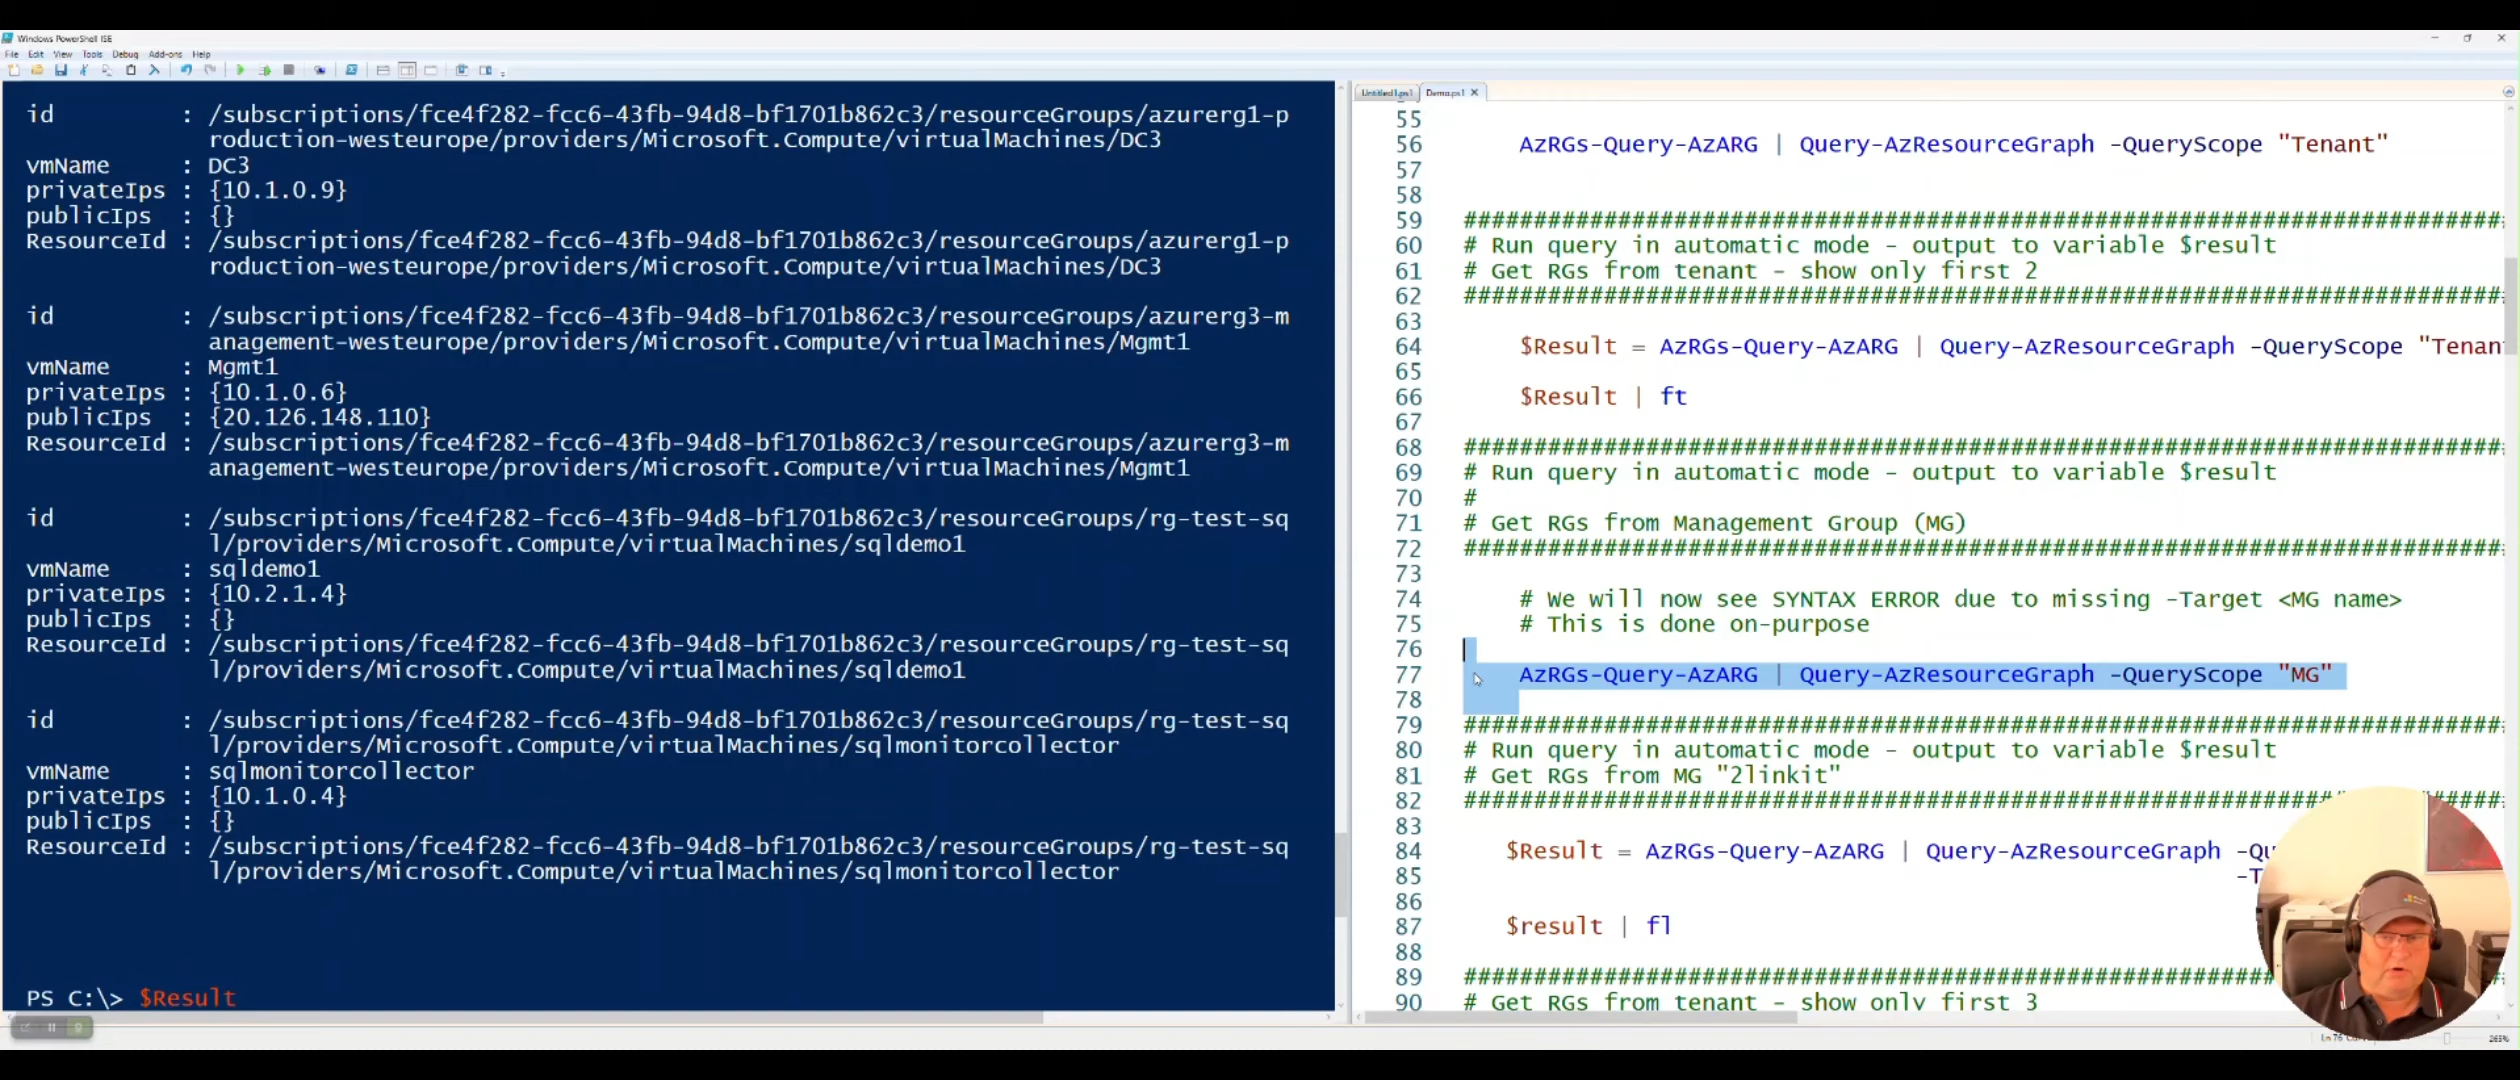 Windows PowerShell ISE
File Edit View Tools Debug Add-ons Help
id : /subscriptions/fce4f282-fcc6-43fb-94d8-bf1701b862c3/resourceGroups/azurerg1-p
roduction-westeurope/providers/Microsoft.Compute/virtualMachines/DC3
vmName : DC3
privateIps : {10.1.0.9}
publicIps : {}
ResourceId : /subscriptions/fce4f282-fcc6-43fb-94d8-bf1701b862c3/resourceGroups/azurerg1-p
roduction-westeurope/providers/Microsoft.Compute/virtualMachines/DC3
id : /subscriptions/fce4f282-fcc6-43fb-94d8-bf1701b862c3/resourceGroups/azurerg3-m
anagement-westeurope/providers/Microsoft.Compute/virtualMachines/Mgmt1
vmName : Mgmt1
privateIps : {10.1.0.6}
publicIps : {20.126.148.110}
ResourceId : /subscriptions/fce4f282-fcc6-43fb-94d8-bf1701b862c3/resourceGroups/azurerg3-m
anagement-westeurope/providers/Microsoft.Compute/virtualMachines/Mgmt1
id : /subscriptions/fce4f282-fcc6-43fb-94d8-bf1701b862c3/resourceGroups/rg-test-sq
l/providers/Microsoft.Compute/virtualMachines/sqldemo1
vmName : sqldemo1
privateIps : {10.2.1.4}
publicIps : {}
ResourceId : /subscriptions/fce4f282-fcc6-43fb-94d8-bf1701b862c3/resourceGroups/rg-test-sq
l/providers/Microsoft.Compute/virtualMachines/sqldemo1
id : /subscriptions/fce4f282-fcc6-43fb-94d8-bf1701b862c3/resourceGroups/rg-test-sq
l/providers/Microsoft.Compute/virtualMachines/sqlmonitorcollector
vmName : sqlmonitorcollector
privateIps : {10.1.0.4}
publicIps : {}
ResourceId : /subscriptions/fce4f282-fcc6-43fb-94d8-bf1701b862c3/resourceGroups/rg-test-sq
l/providers/Microsoft.Compute/virtualMachines/sqlmonitorcollector
PS C:\> $Result
Untitled1.ps1 Demo.ps1
55
56 AzRGs-Query-AzARG | Query-AzResourceGraph -QueryScope "Tenant"
57
58
59 ##########################################################################
60 # Run query in automatic mode - output to variable $result
61 # Get RGs from tenant - show only first 2
62 ##########################################################################
63
64 $Result = AzRGs-Query-AzARG | Query-AzResourceGraph -QueryScope "Tenan
65
66 $Result | ft
67
68 ##########################################################################
69 # Run query in automatic mode - output to variable $result
70 #
71 # Get RGs from Management Group (MG)
72 ##########################################################################
73
74 # We will now see SYNTAX ERROR due to missing -Target <MG name>
75 # This is done on-purpose
76
77 AzRGs-Query-AzARG | Query-AzResourceGraph -QueryScope "MG"
78
79 ##########################################################################
80 # Run query in automatic mode - output to variable $result
81 # Get RGs from MG "2linkit"
82 ##########################################################################
83
84 $Result = AzRGs-Query-AzARG | Query-AzResourceGraph -Qu
85 -T
86
87 $result | fl
88
89 ##########################################################
90 # Get RGs from tenant - show only first 3
263%